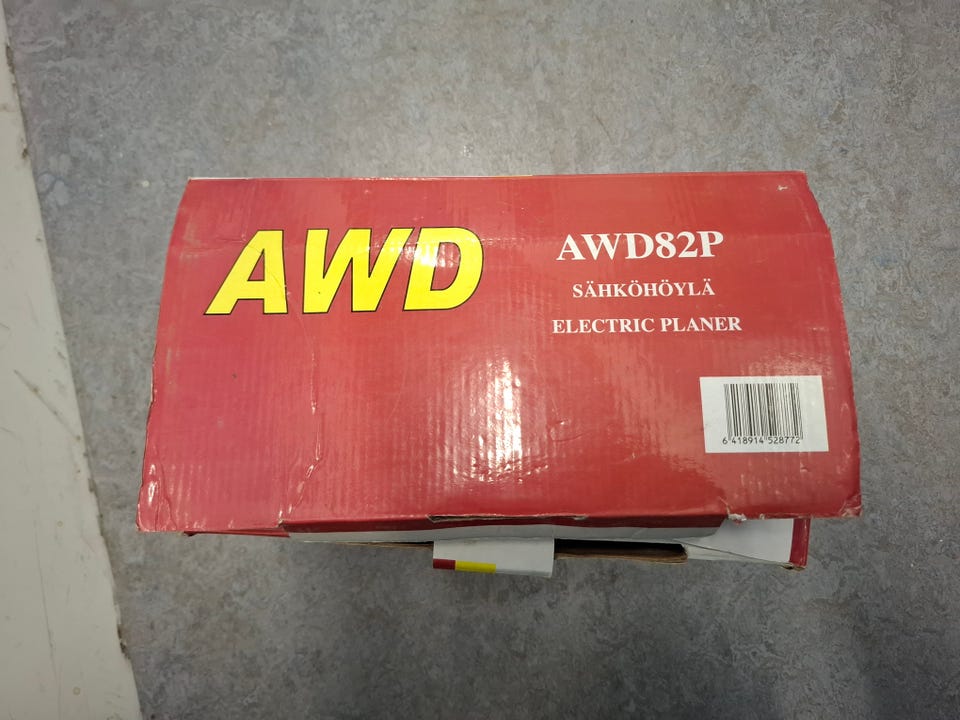 AWD
AWD82P
SÄHKÖHÖYLÄ
ELECTRIC PLANER
6 418914 528772